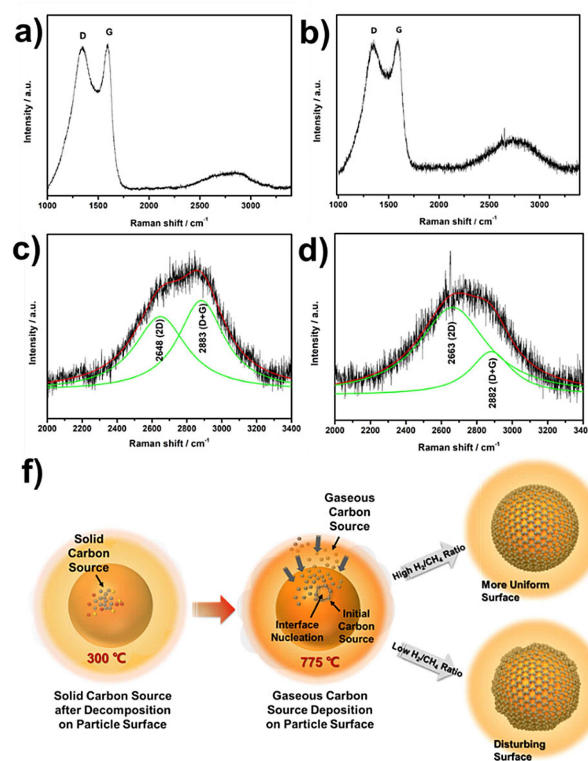 a)
D
G
Intensity / a.u.
1000
1500
2000
2500
3000
Raman shift / cm⁻¹
b)
D
G
Intensity / a.u.
1000
1500
2000
2500
3000
Raman shift / cm⁻¹
c)
Intensity / a.u.
2648 (2D)
2883 (D+G)
2000
2200
2400
2600
2800
3000
3200
3400
Raman shift / cm⁻¹
d)
Intensity / a.u.
2663 (2D)
2882 (D+G)
2000
2200
2400
2600
2800
3000
3200
3400
Raman shift / cm⁻¹
f)
Solid
Carbon
Source
300 ℃
Solid Carbon Source
after Decomposition
on Particle Surface
Gaseous
Carbon
Source
Interface
Nucleation
Initial
Carbon
Source
775 ℃
Gaseous Carbon
Source Deposition
on Particle Surface
High H₂/CH₄ Ratio
More Uniform
Surface
Low H₂/CH₄ Ratio
Disturbing
Surface